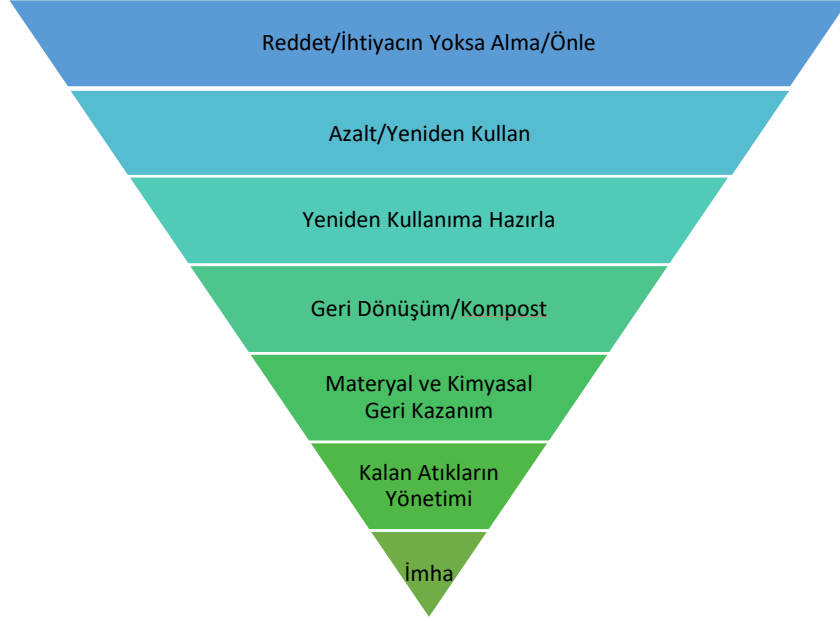 Reddet/İhtiyacın Yoksa Alma/Önle
Azalt/Yeniden Kullan
Yeniden Kullanıma Hazırla
Geri Dönüşüm/Kompost
Materyal ve Kimyasal
Geri Kazanım
Kalan Atıkların
Yönetimi
İmha